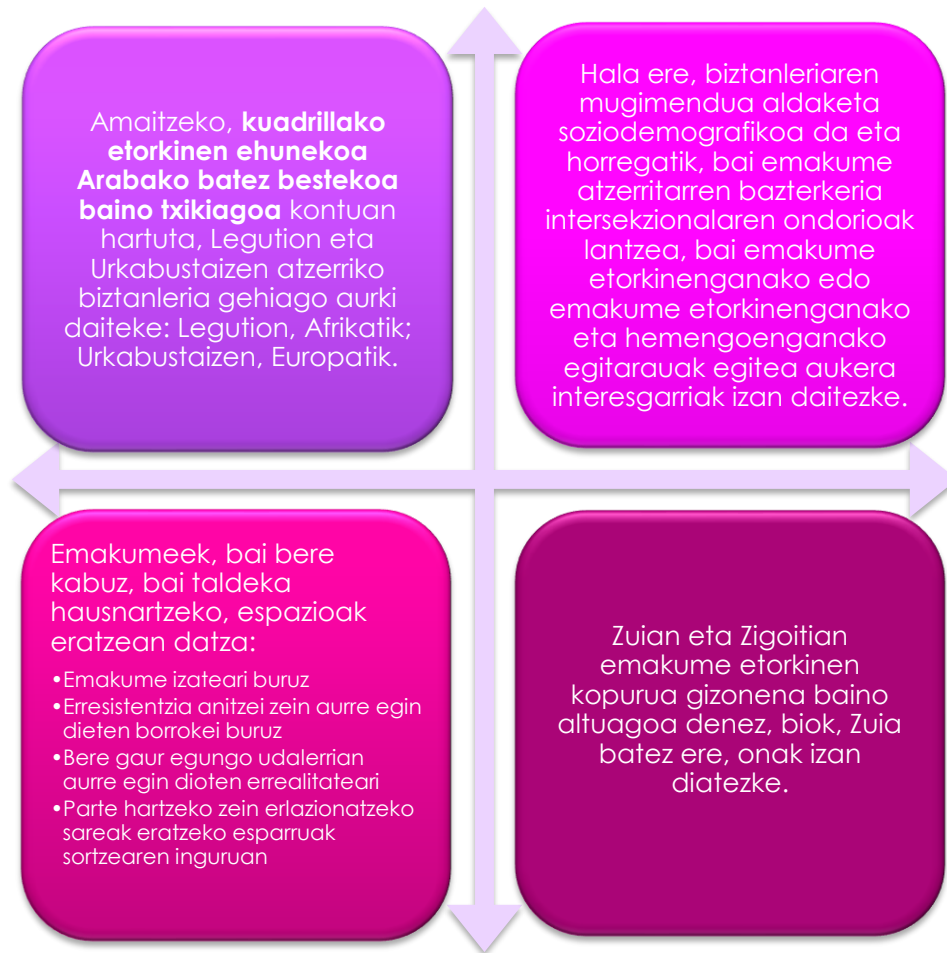 Amaitzeko, kuadrillako
etorkinen ehunekoa
Arabako batez bestekoa
baino txikiagoa kontuan
hartuta, Legution eta
Urkabustaizen atzerriko
biztanleria gehiago aurki
daiteke: Legution, Afrikatik;
Urkabustaizen, Europatik.
Hala ere, biztanleriaren
mugimendua aldaketa
soziodemografikoa da eta
horregatik, bai emakume
atzerritarren bazterkeria
intersekzionalaren ondorioak
lantzea, bai emakume
etorkinenganako edo
emakume etorkinenganako
eta hemengoenganako
egitarauak egitea aukera
interesgarriak izan daitezke.
Emakumeek, bai bere
kabuz, bai taldeka
hausnartzeko, espazioak
eratzean datza:
•Emakume izateari buruz
•Erresistentzia anitzei zein aurre egin
dieten borrokei buruz
•Bere gaur egungo udalerrian
aurre egin dioten errealitateari
•Parte hartzeko zein erlazionatzeko
sareak eratzeko esparruak
sortzearen inguruan
Zuian eta Zigoitian
emakume etorkinen
kopurua gizonena baino
altuagoa denez, biok, Zuia
batez ere, onak izan
diatezke.